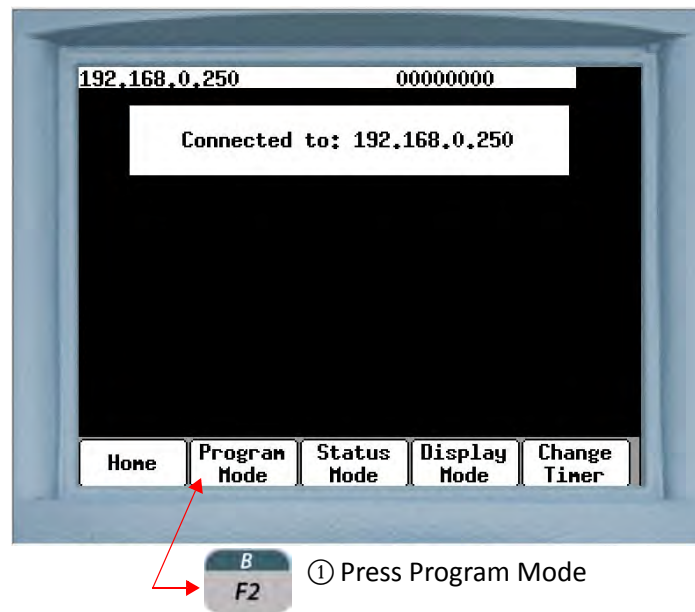 192.168.0.250 00000000
Connected to: 192.168.0.250
Home
Program
Mode
Status
Mode
Display
Mode
Change
Timer
B
F2
① Press Program Mode